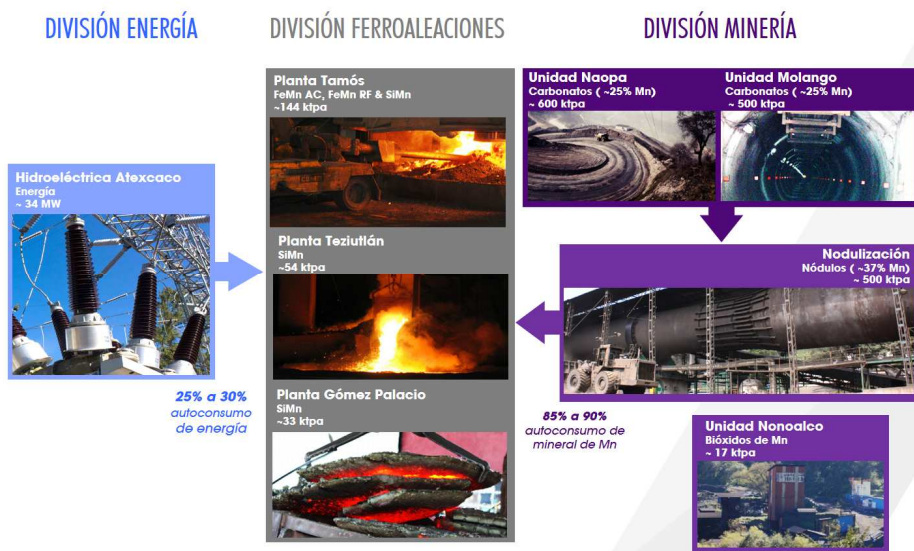 DIVISIÓN ENERGÍA
DIVISIÓN FERROALEACIONES
DIVISIÓN MINERÍA
Hidroeléctrica Atexcaco
Energía
~ 34 MW
25% a 30%
autoconsumo
de energía
Planta Tamós
FeMn AC, FeMn RF & SiMn
~144 ktpa
Planta Teziutlán
SiMn
~54 ktpa
Planta Gómez Palacio
SiMn
~33 ktpa
Unidad Naopa
Carbonatos ( ~25% Mn)
~ 600 ktpa
Unidad Molango
Carbonatos ( ~25% Mn)
~ 500 ktpa
Nodulización
Nódulos ( ~37% Mn)
~ 500 ktpa
85% a 90%
autoconsumo de
mineral de Mn
Unidad Nonoalco
Bióxidos de Mn
~ 17 ktpa